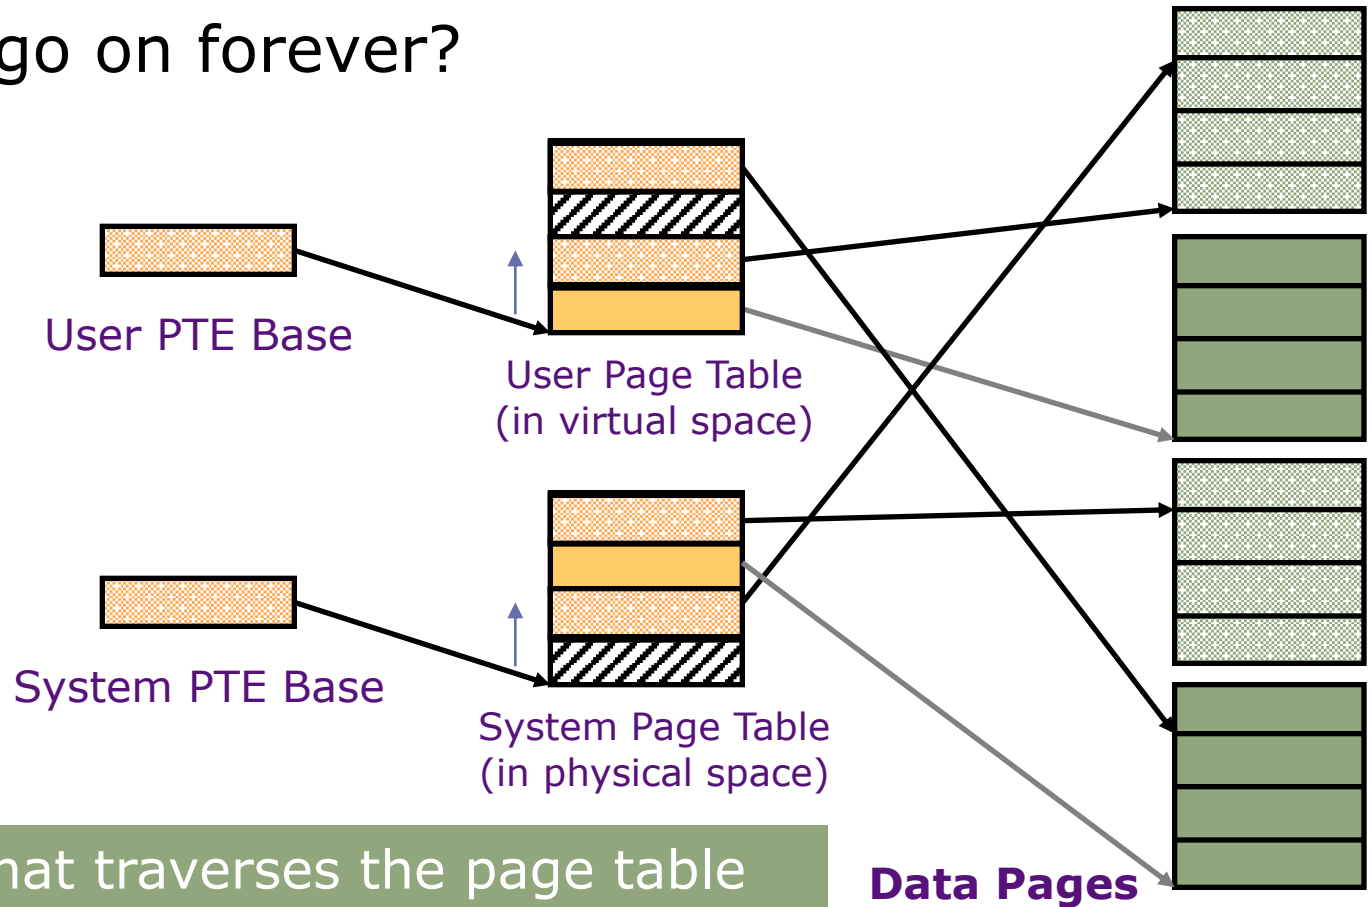 go on forever?
User PTE Base
User Page Table
(in virtual space)
System PTE Base
System Page Table
(in physical space)
hat traverses the page table
Data Pages